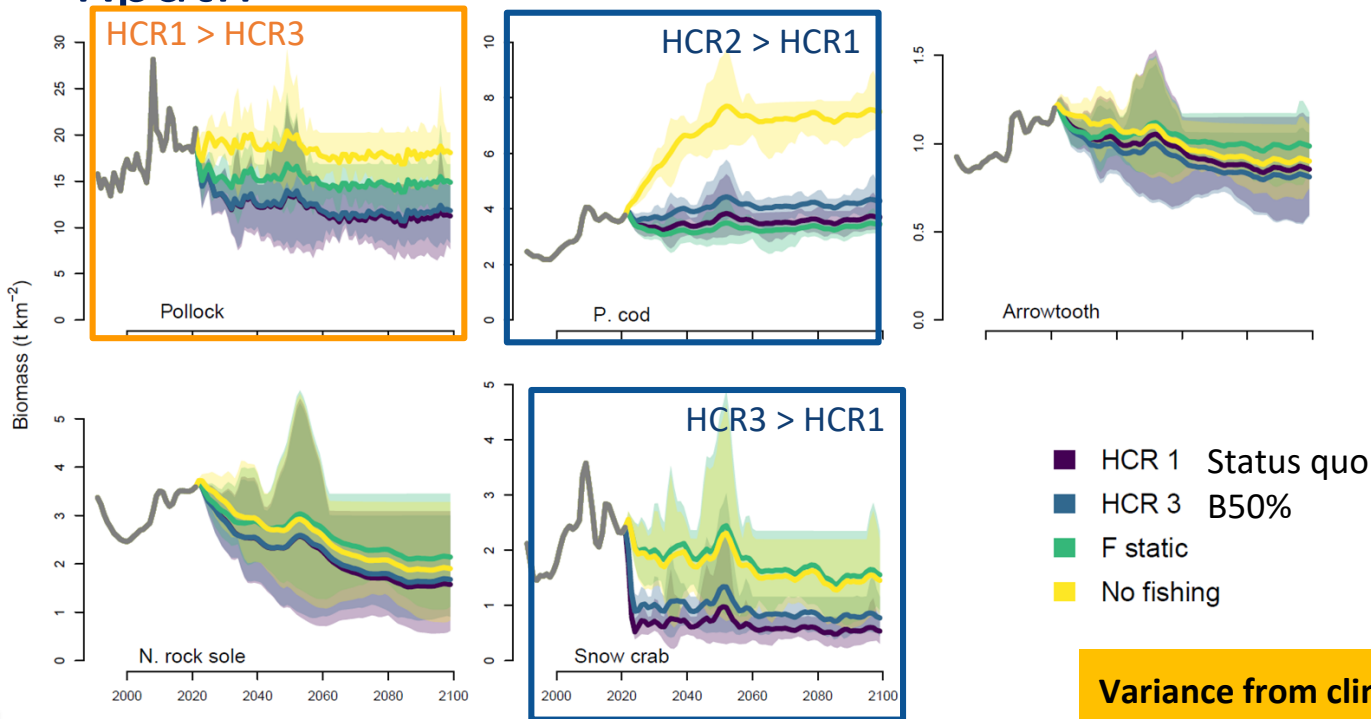 HCR1 > HCR3
HCR2 > HCR1
30
25
20
15
10
5
0
Pollock
10
8
6
4
2
0
P. cod
1.5
1.0
0.5
0.0
Arrowtooth
Biomass (t km⁻²)
5
4
3
2
1
0
N. rock sole
2000 2020 2040 2060 2080 2100
HCR3 > HCR1
5
4
3
2
1
0
Snow crab
2000 2020 2040 2060 2080 2100
HCR 1 Status quo
HCR 3 B50%
F static
No fishing
Variance from